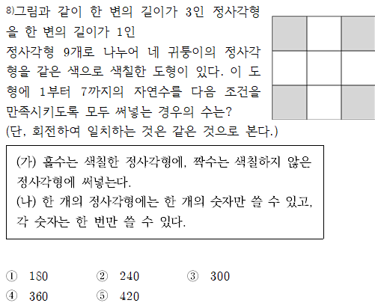 8)그림과 같이 한 변의 길이가 3인 정사각형
을 한 변의 길이가 1인
정사각형 9개로 나누어 네 귀퉁이의 정사각
형을 같은 색으로 색칠한 도형이 있다. 이 도
형에 1부터 7까지의 자연수를 다음 조건을
만족시키도록 모두 써넣는 경우의 수는?
(단, 회전하여 일치하는 것은 같은 것으로 본다.)
(가) 홀수는 색칠한 정사각형에, 짝수는 색칠하지 않은
정사각형에 써넣는다.
(나) 한 개의 정사각형에는 한 개의 숫자만 쓸 수 있고,
각 숫자는 한 번만 쓸 수 있다.
① 180 ② 240 ③ 300
④ 360 ⑤ 420